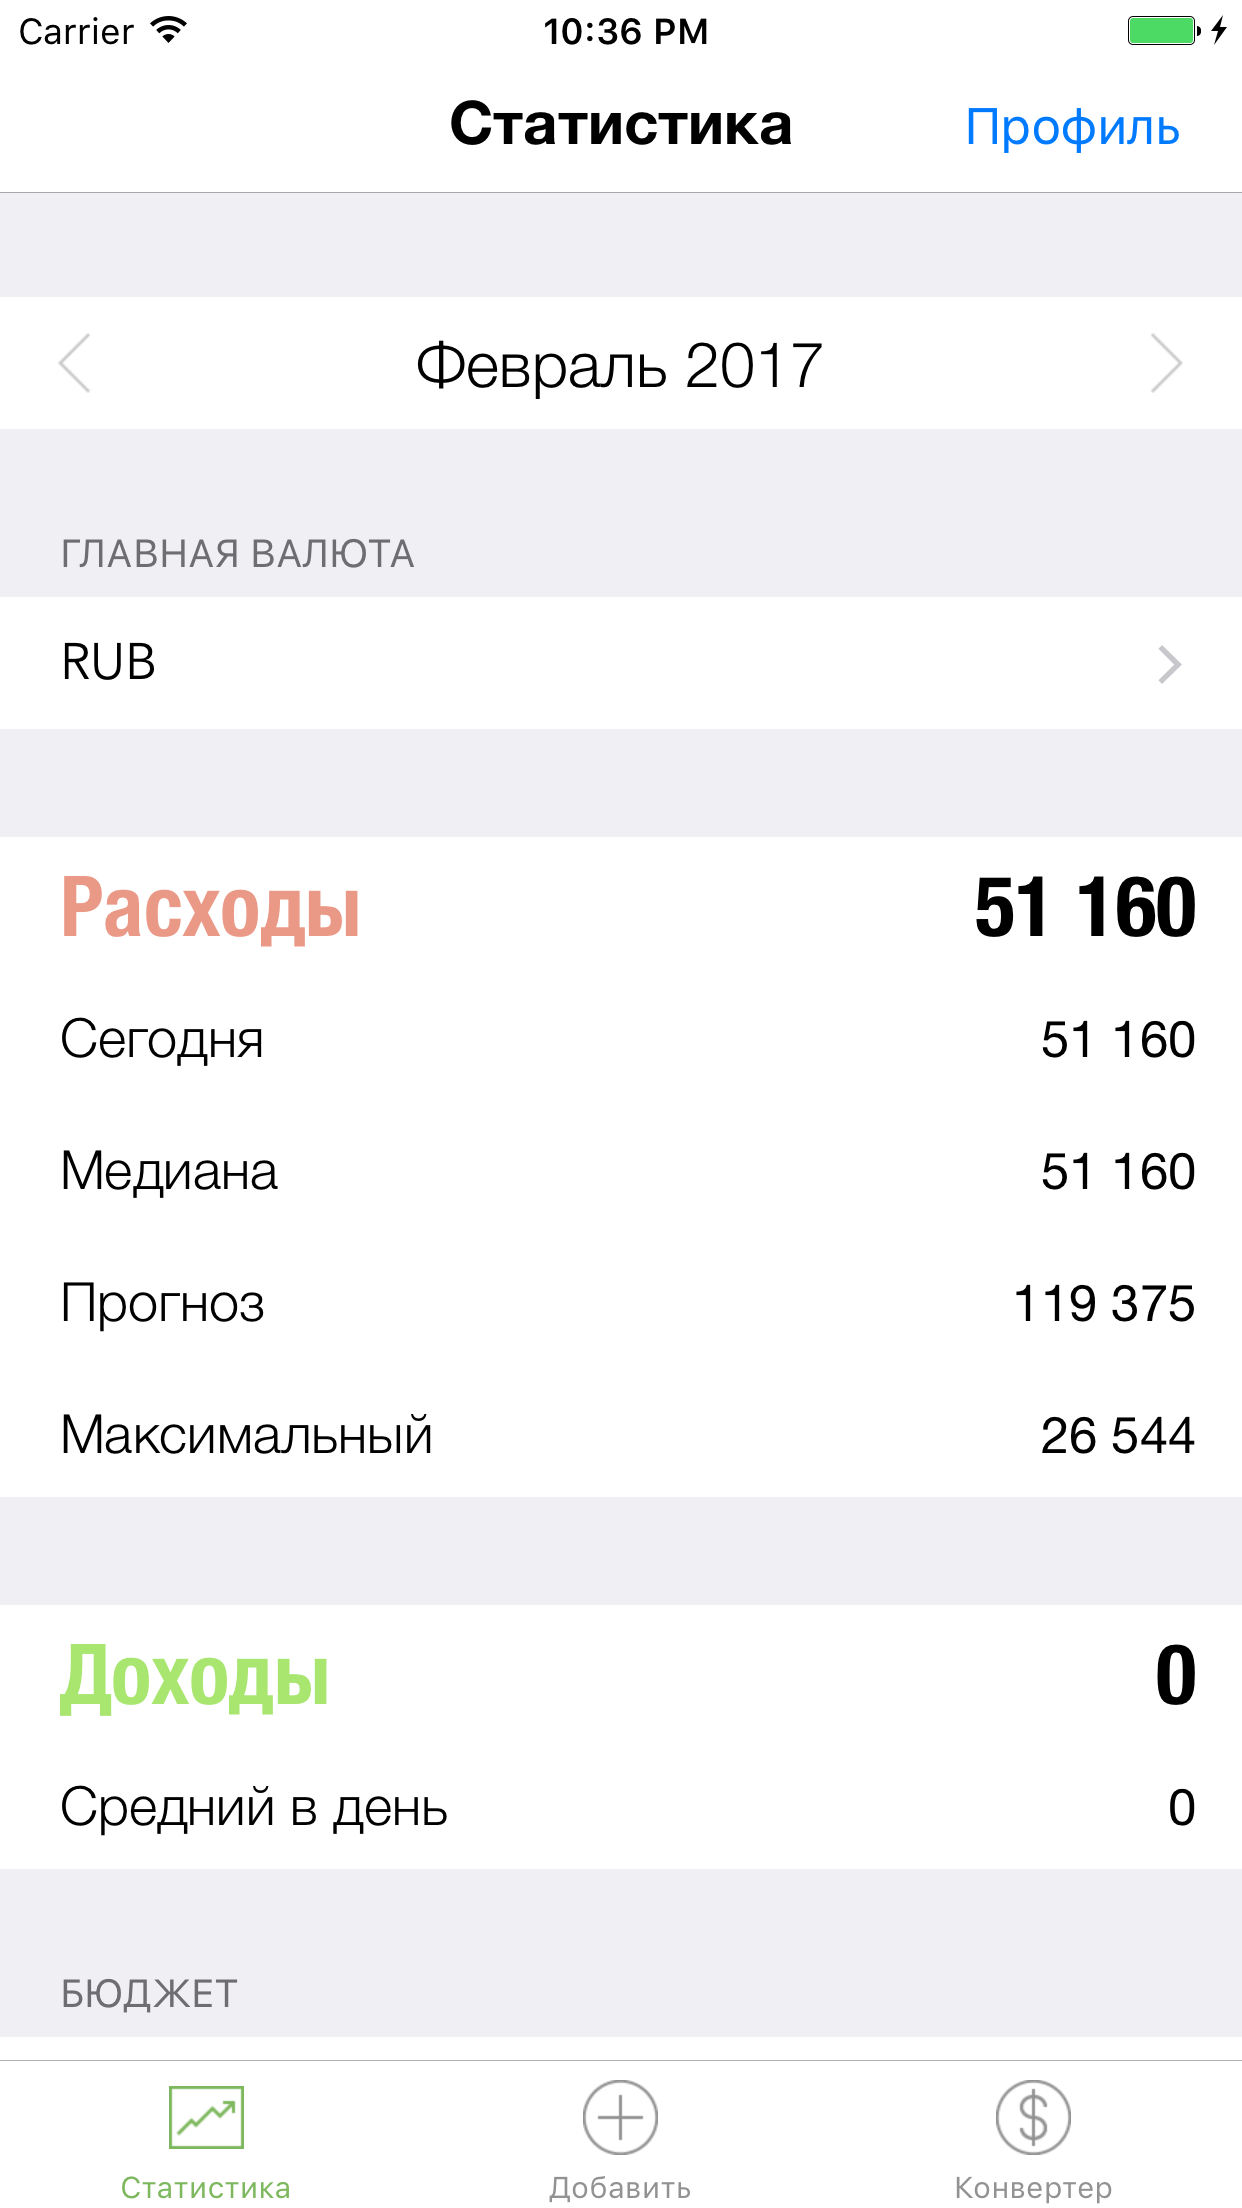 Carrier 10:36 PM
Статистика Профиль
Февраль 2017
ГЛАВНАЯ ВАЛЮТА
RUB
Расходы 51 160
Сегодня 51 160
Медиана 51 160
Прогноз 119 375
Максимальный 26 544
Доходы 0
Средний в день 0
БЮДЖЕТ
Статистика Добавить Конвертер